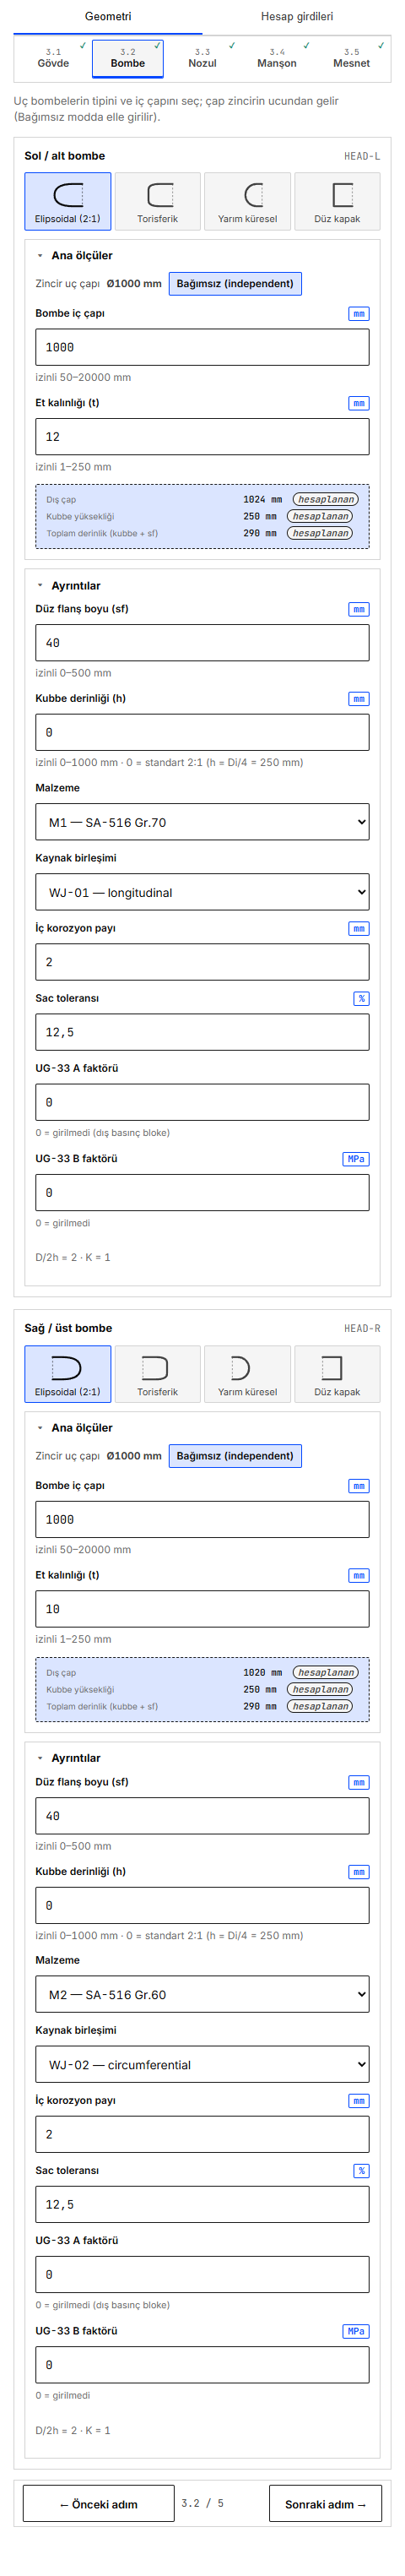 Geometri Hesap girdileri
3.1 3.2 3.3 3.4 3.5
Gövde Bombe Nozul Manşon Mesnet
Uç bombelerin tipini ve iç çapını seç; çap zincirin ucundan gelir
(Bağımsız modda elle girilir).
Sol / alt bombe HEAD-L
Elipsoidal (2:1) Torisferik Yarım küresel Düz kapak
Ana ölçüler
Zincir uç çapı Ø1000 mm Bağımsız (independent)
Bombe iç çapı mm
1000
izinli 50–20000 mm
Et kalınlığı (t) mm
12
izinli 1–250 mm
Dış çap 1024 mm hesaplanan
Kubbe yüksekliği 250 mm hesaplanan
Toplam derinlik (kubbe + sf) 290 mm hesaplanan
Ayrıntılar
Düz flanş boyu (sf) mm
40
izinli 0–500 mm
Kubbe derinliği (h) mm
0
izinli 0–1000 mm · 0 = standart 2:1 (h = Di/4 = 250 mm)
Malzeme
M1 — SA-516 Gr.70
Kaynak birleşimi
WJ-01 — longitudinal
İç korozyon payı mm
2
Sac toleransı %
12,5
UG-33 A faktörü
0
0 = girilmedi (dış basınç bloke)
UG-33 B faktörü MPa
0
0 = girilmedi
D/2h = 2 · K = 1
Sağ / üst bombe HEAD-R
Elipsoidal (2:1) Torisferik Yarım küresel Düz kapak
Ana ölçüler
Zincir uç çapı Ø1000 mm Bağımsız (independent)
Bombe iç çapı mm
1000
izinli 50–20000 mm
Et kalınlığı (t) mm
10
izinli 1–250 mm
Dış çap 1020 mm hesaplanan
Kubbe yüksekliği 250 mm hesaplanan
Toplam derinlik (kubbe + sf) 290 mm hesaplanan
Ayrıntılar
Düz flanş boyu (sf) mm
40
izinli 0–500 mm
Kubbe derinliği (h) mm
0
izinli 0–1000 mm · 0 = standart 2:1 (h = Di/4 = 250 mm)
Malzeme
M2 — SA-516 Gr.60
Kaynak birleşimi
WJ-02 — circumferential
İç korozyon payı mm
2
Sac toleransı %
12,5
UG-33 A faktörü
0
0 = girilmedi (dış basınç bloke)
UG-33 B faktörü MPa
0
0 = girilmedi
D/2h = 2 · K = 1
← Önceki adım 3.2 / 5 Sonraki adım →